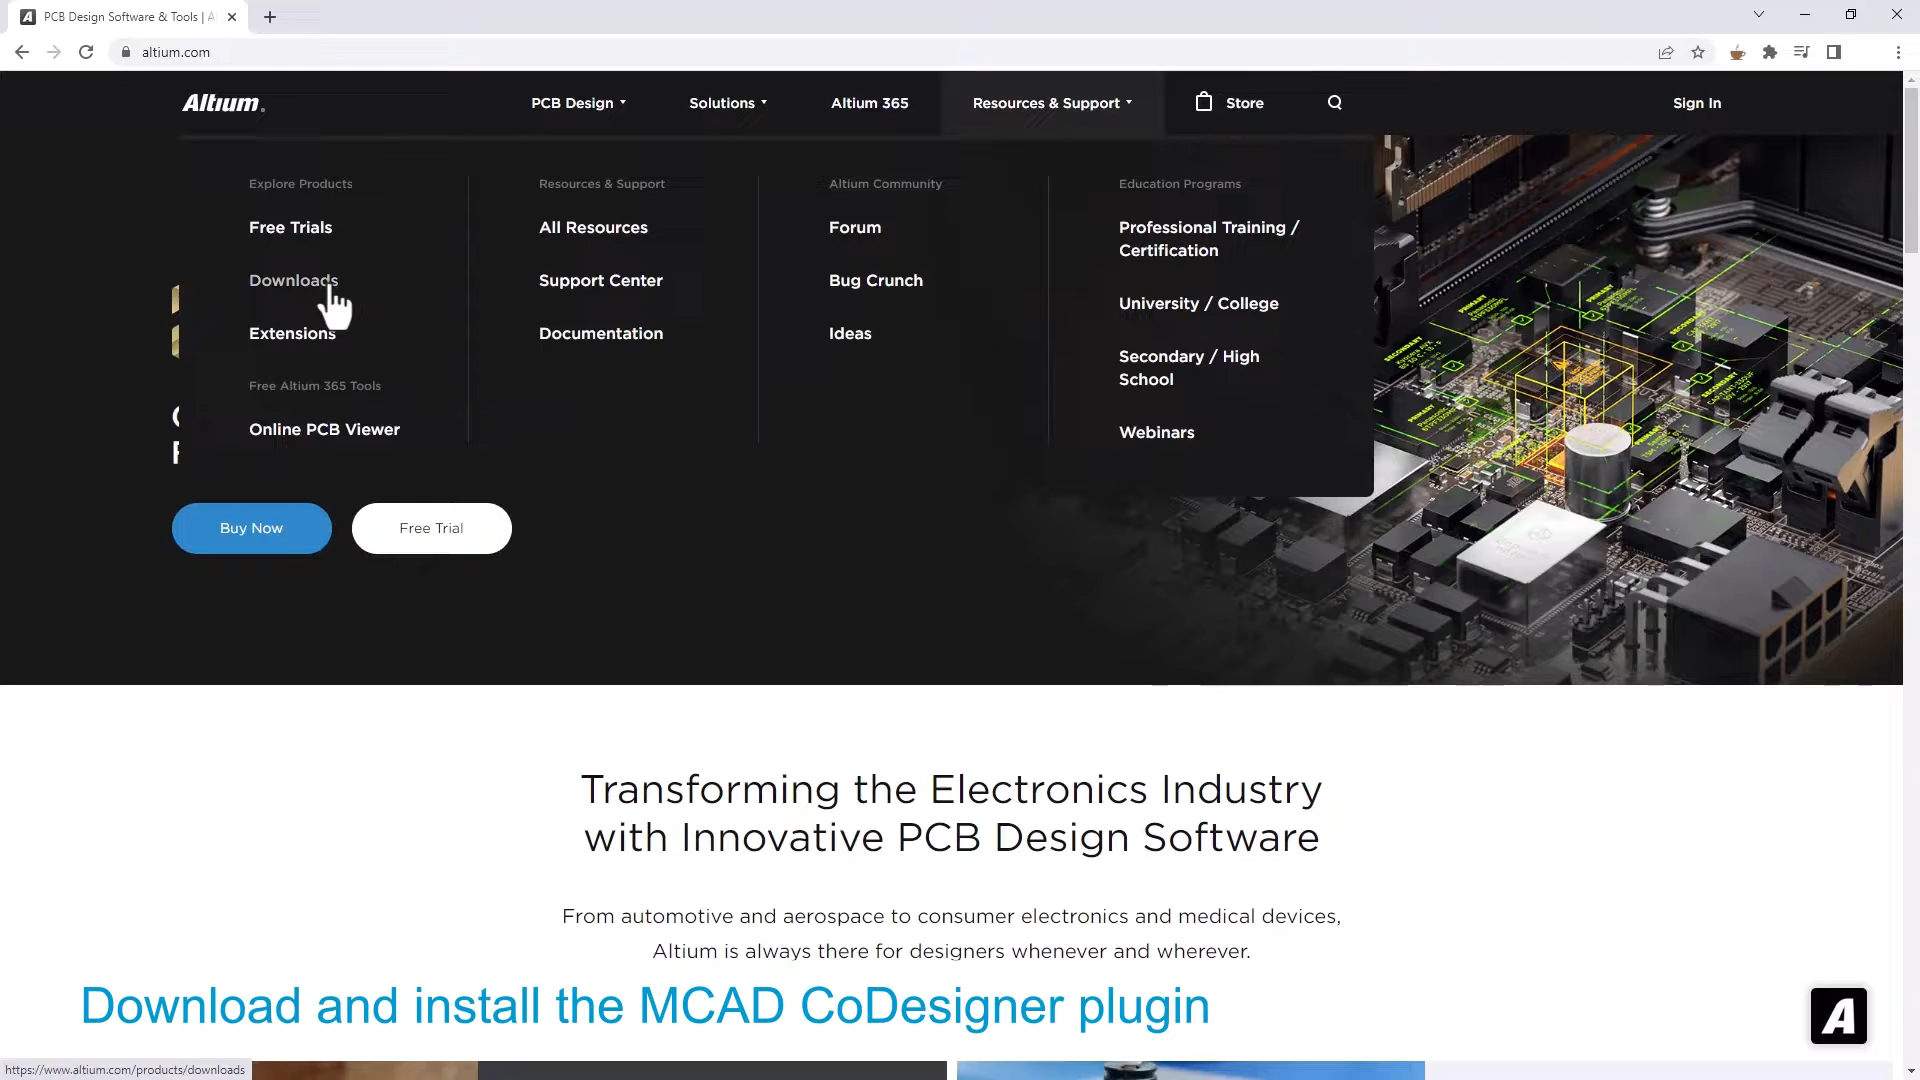 PCB Design Software & Tools | A
altium.com
Altium
PCB Design
Solutions
Altium 365
Resources & Support
Store
Sign In
Explore Products
Free Trials
Downloads
Extensions
Free Altium 365 Tools
Online PCB Viewer
Resources & Support
All Resources
Support Center
Documentation
Altium Community
Forum
Bug Crunch
Ideas
Education Programs
Professional Training /
Certification
University / College
Secondary / High
School
Webinars
Buy Now
Free Trial
Transforming the Electronics Industry
with Innovative PCB Design Software
From automotive and aerospace to consumer electronics and medical devices,
Altium is always there for designers whenever and wherever.
Download and install the MCAD CoDesigner plugin
https://www.altium.com/products/downloads